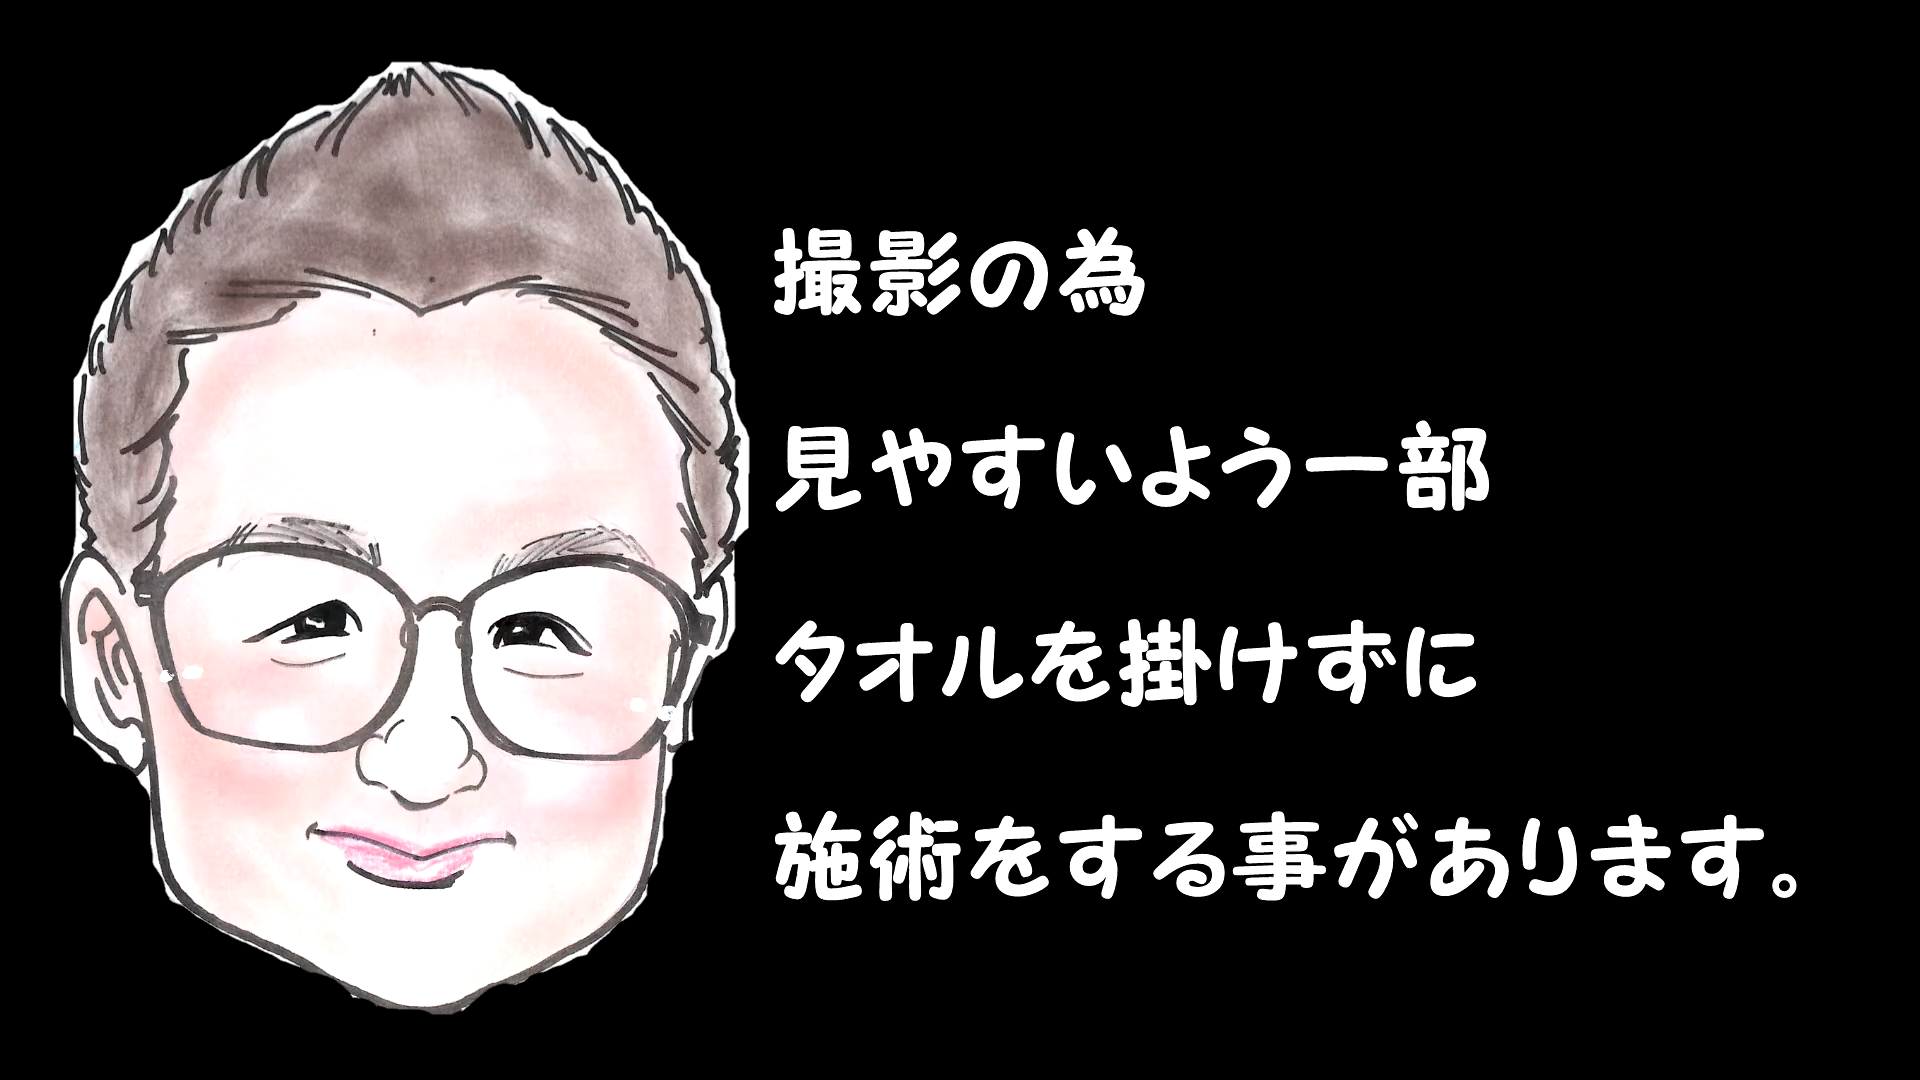 撮影の為
見やすいよう一部
タオルを掛けずに
施術をする事があります。